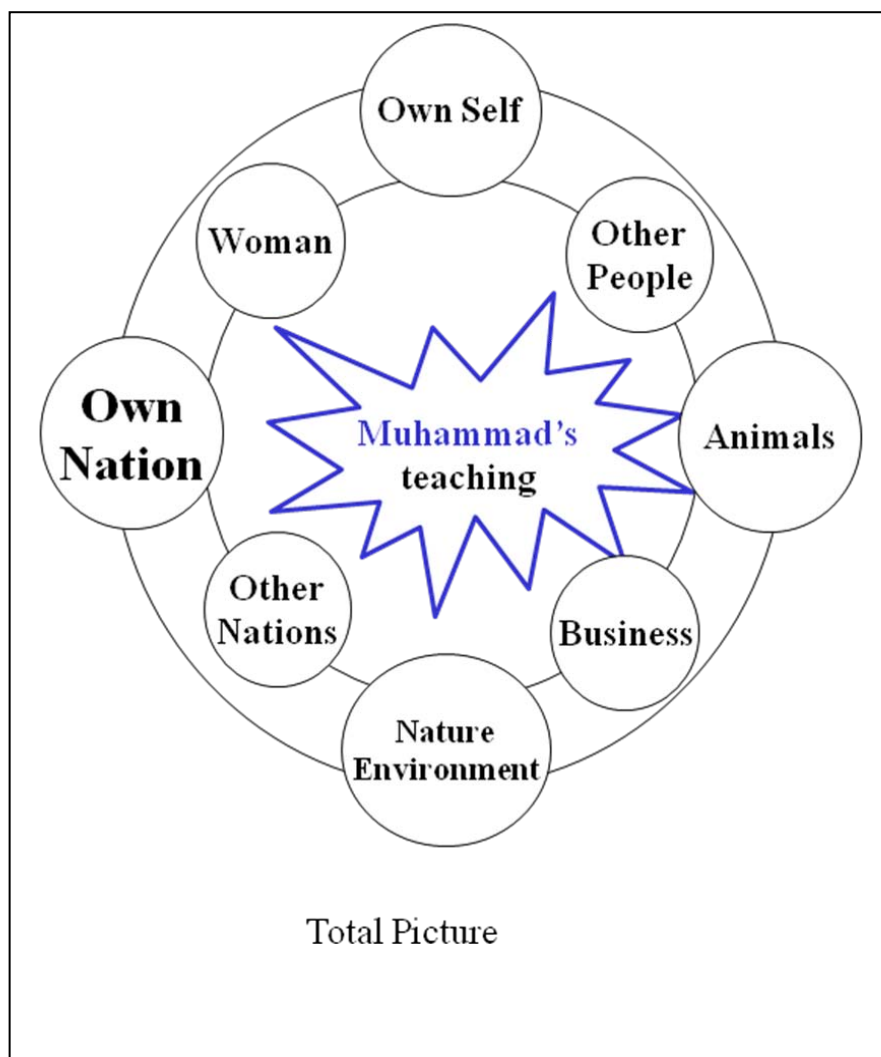 Own Self
Woman
Other
People
Own
Nation
Muhammad's
teaching
Animals
Other
Nations
Business
Nature
Environment
Total Picture